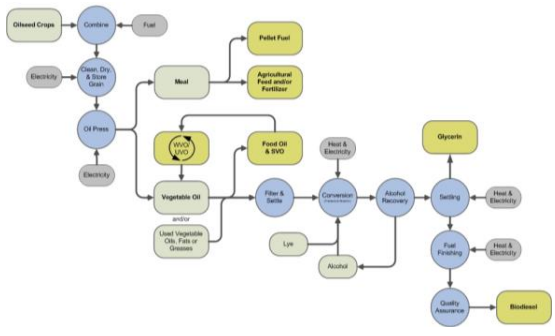 Oilseed Crops
Combine
Fuel
Electricity
Clean, Dry,
& Store
Grain
Oil Press
Electricity
Meal
Pellet Fuel
Agricultural
Feed and/or
Fertilizer
WVO/
UVO
Food Oil
& SVO
Vegetable Oil
and/or
Used Vegetable
Oils, Fats or
Greases
Filter &
Settle
Heat &
Electricity
Conversion
Lye
Alcohol
Alcohol
Recovery
Glycerin
Settling
Heat &
Electricity
Fuel
Finishing
Heat &
Electricity
Quality
Assurance
Biodiesel